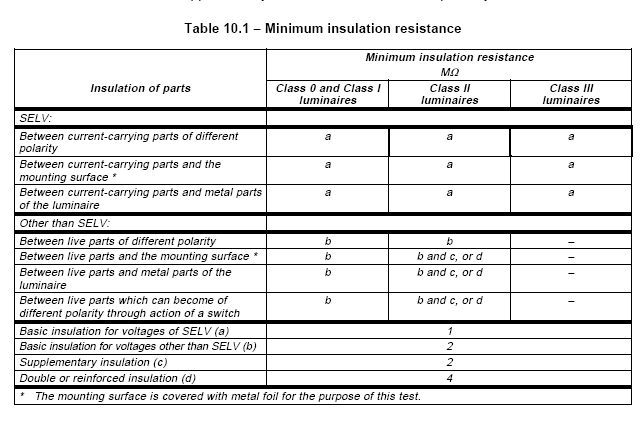 Table 10.1 – Minimum insulation resistance
Insulation of parts
Minimum insulation resistance
MΩ
Class 0 and Class I
luminaires
Class II
luminaires
Class III
luminaires
SELV:
Between current-carrying parts of different
polarity
a a a
Between current-carrying parts and the
mounting surface *
a a a
Between current-carrying parts and metal parts
of the luminaire
a a a
Other than SELV:
Between live parts of different polarity b b –
Between live parts and the mounting surface * b b and c, or d –
Between live parts and metal parts of the
luminaire
b b and c, or d –
Between live parts which can become of
different polarity through action of a switch
b b and c, or d –
Basic insulation for voltages of SELV (a) 1
Basic insulation for voltages other than SELV (b) 2
Supplementary insulation (c) 2
Double or reinforced insulation (d) 4
* The mounting surface is covered with metal foil for the purpose of this test.